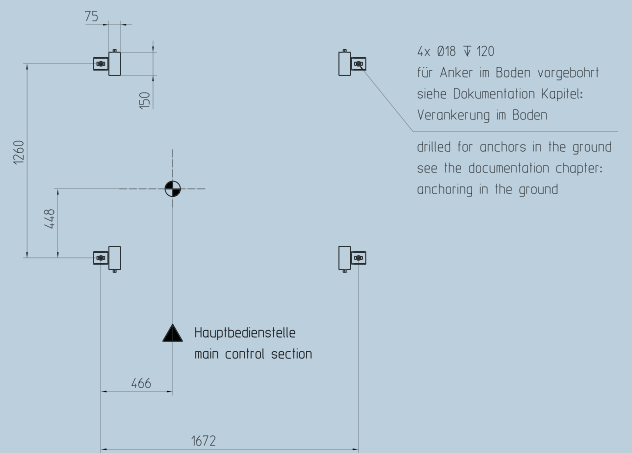 75
4x Ø18 ↧ 120
für Anker im Boden vorgebohrt
siehe Dokumentation Kapitel:
Verankerung im Boden
150
drilled for anchors in the ground
see the documentation chapter:
anchoring in the ground
1260
448
Hauptbedienstelle
main control section
466
1672